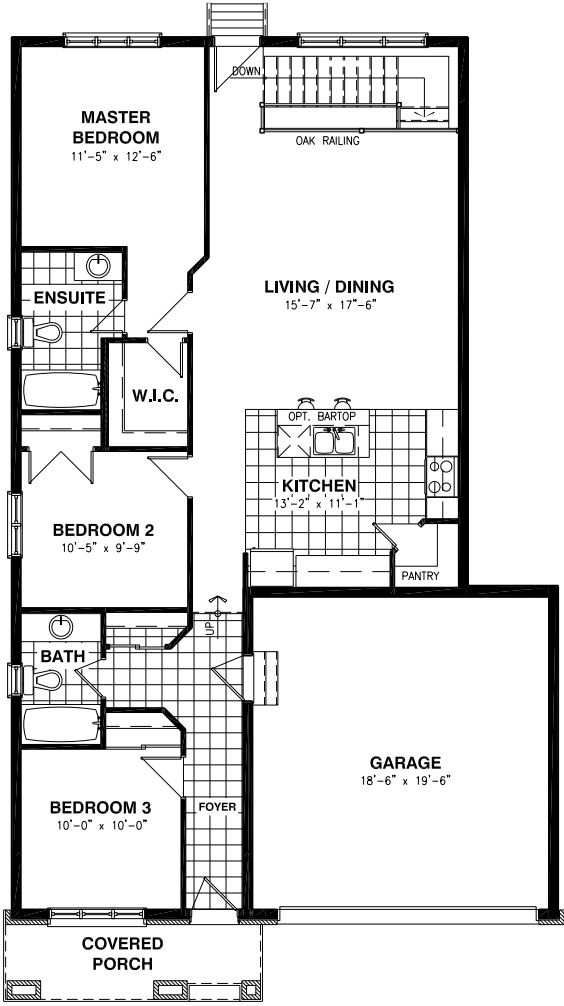 DOWN
MASTER
BEDROOM
11'-5" x 12'-6"
OAK RAILING
ENSUITE
LIVING / DINING
15'-7" x 17'-6"
W.I.C.
OPT. BARTOP
KITCHEN
13'-2" x 11'-1"
BEDROOM 2
10'-5" x 9'-9"
PANTRY
UP
BATH
GARAGE
18'-6" x 19'-6"
BEDROOM 3
10'-0" x 10'-0"
FOYER
COVERED
PORCH